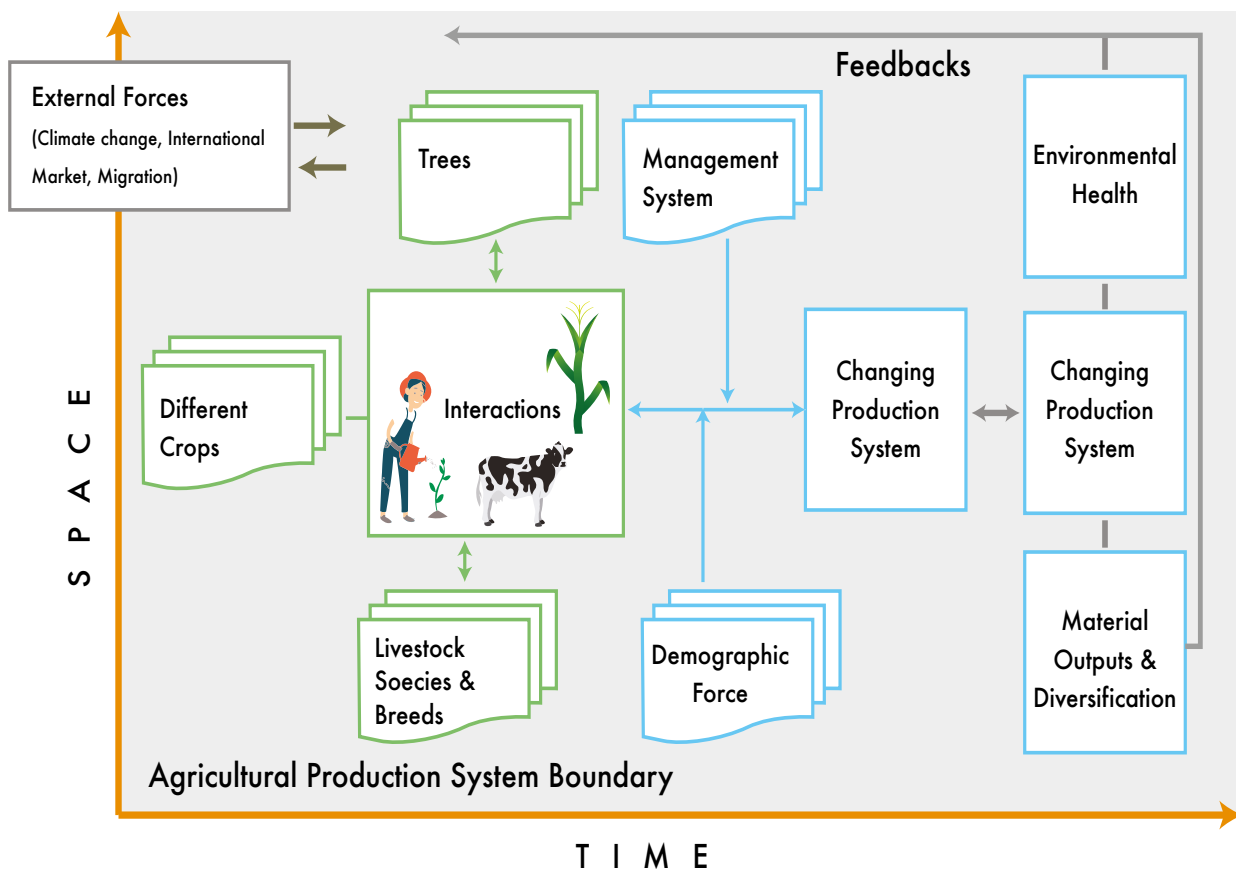 Feedbacks
External Forces
(Climate change, International
Market, Migration)
Trees
Management
System
Environmental
Health
Different
Crops
Interactions
Changing
Production
System
Changing
Production
System
Livestock
Soecies &
Breeds
Demographic
Force
Material
Outputs &
Diversification
Agricultural Production System Boundary
SPACE
TIME